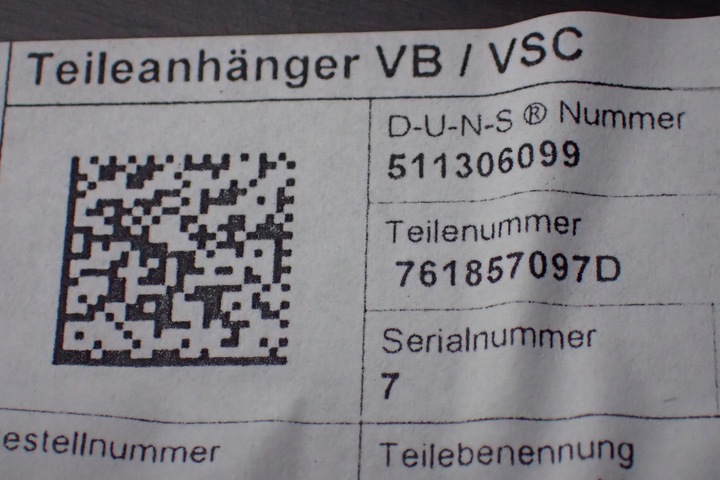 Teileanhänger VB / VSC
D-U-N-S ® Nummer
511306099
Teilenummer
761857097D
Serialnummer
7
estellnummer
Teilebenennung